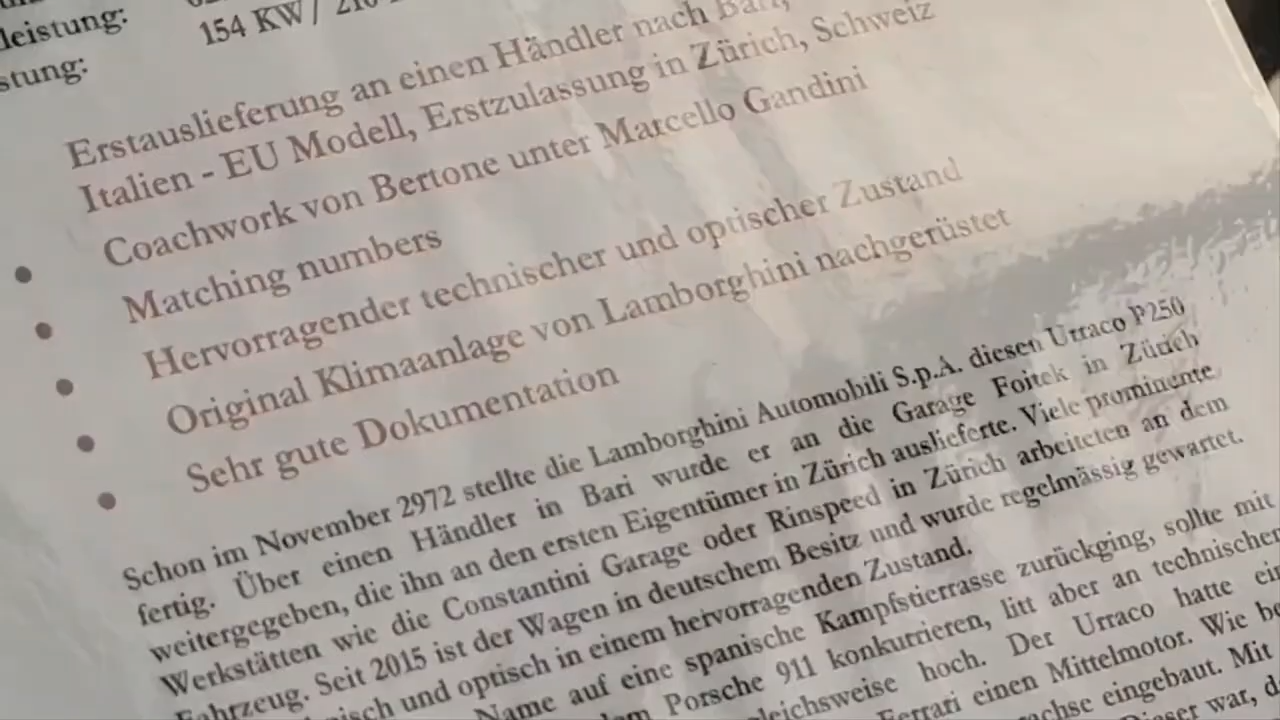 leistung:
154 KW /
stung:
Erstauslieferung an einen Händler nach Bari,
Italien - EU Modell, Erstzulassung in Zürich, Schweiz
• Coachwork von Bertone unter Marcello Gandini
• Matching numbers
• Hervorragender technischer und optischer Zustand
• Original Klimaanlage von Lamborghini nachgerüstet
• Sehr gute Dokumentation
Schon im November 2972 stellte die Lamborghini Automobili S.p.A. diesen Urraco P250
fertig. Über einen Händler in Bari wurde er an die Garage Foitek in Zürich
weitergegeben, die ihn an den ersten Eigentümer in Zürich auslieferte. Viele prominente
Werkstätten wie die Constantini Garage oder Rinspeed in Zürich arbeiteten an dem
Fahrzeug. Seit 2015 ist der Wagen in deutschem Besitz und wurde regelmässig gewartet.
nisch und optisch in einem hervorragenden Zustand.
Name auf eine spanische Kampfstierrasse zurückging, sollte mit
dem Porsche 911 konkurrieren, litt aber an technischen
gleichsweise hoch. Der Urraco hatte
Ferrari einen Mittelmotor. Wie
achse eingebaut. Mit
war,